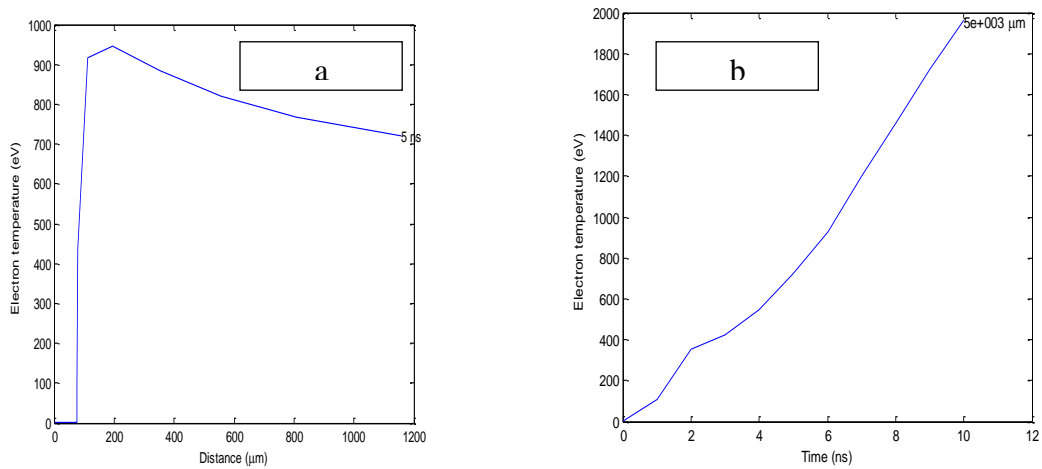 1000
900
800
700
600
500
400
300
200
100
0
0 200 400 600 800 1000 1200
Electron temperature (eV)
Distance (μm)
a
5 ns
2000
1800
1600
1400
1200
1000
800
600
400
200
0
0 2 4 6 8 10 12
Electron temperature (eV)
Time (ns)
b
5e+003 μm